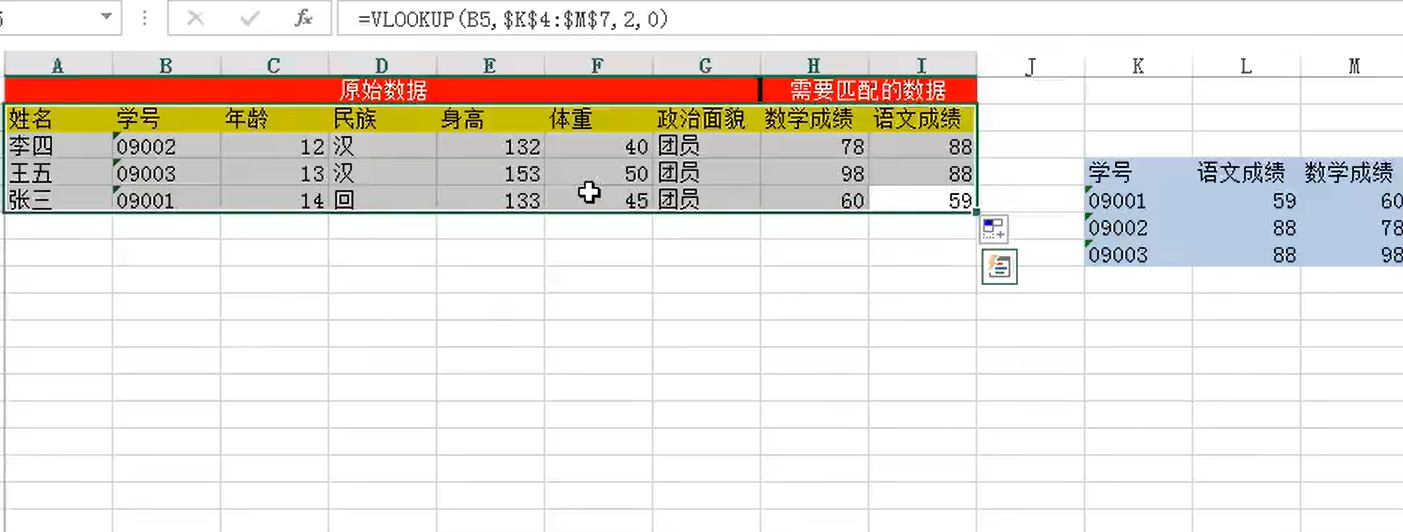 5 fx =VLOOKUP(B5,$K$4:$M$7,2,0)
A B C D E F G H I J K L M
原始数据 需要匹配的数据
姓名 学号 年龄 民族 身高 体重 政治面貌 数学成绩 语文成绩
李四 09002 12 汉 132 40 团员 78 88
王五 09003 13 汉 153 50 团员 98 88
学号 语文成绩 数学成绩
张三 09001 14 回 133 45 团员 60 59
09001 59 60
09002 88 78
09003 88 98